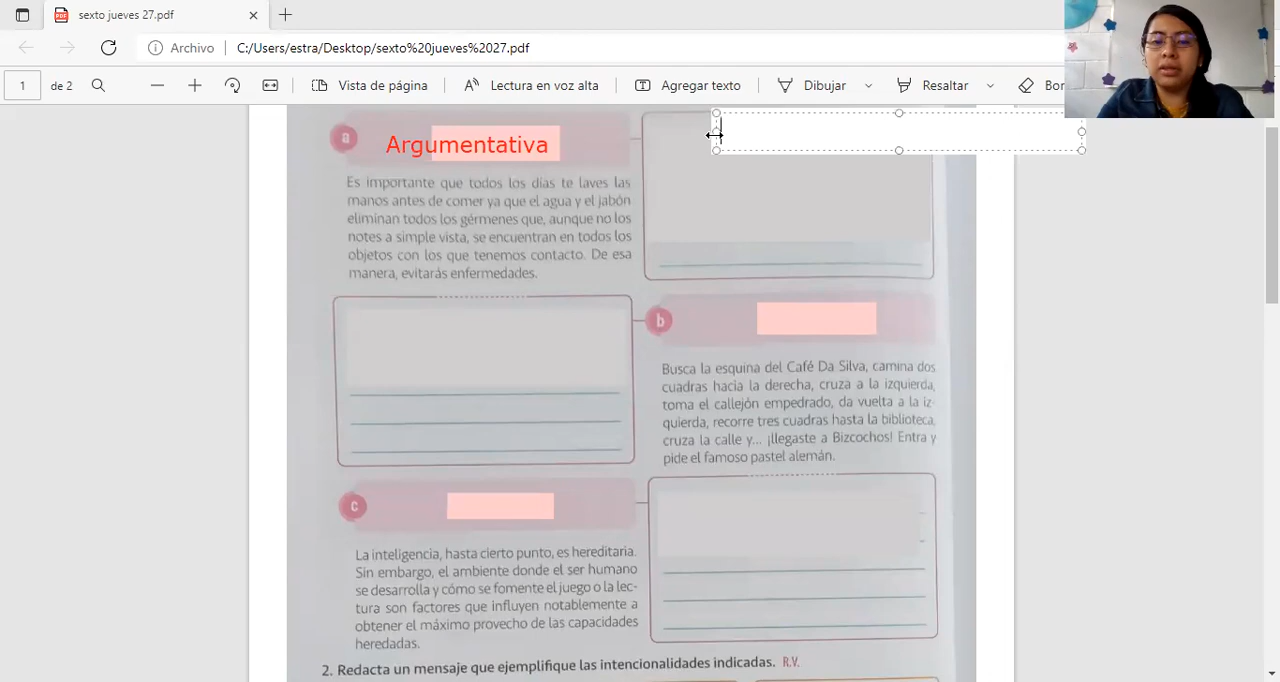 sexto jueves 27.pdf
Archivo
C:/Users/estra/Desktop/sexto%20jueves%2027.pdf
1
de 2
Vista de página
Lectura en voz alta
Agregar texto
Dibujar
Resaltar
Bor
a
Argumentativa
Es importante que todos los días te laves las
manos antes de comer ya que el agua y el jabón
eliminan todos los gérmenes que, aunque no los
notes a simple vista, se encuentran en todos los
objetos con los que tenemos contacto. De esa
manera, evitarás enfermedades.
b
Busca la esquina del Café Da Silva, camina dos
cuadras hacia la derecha, cruza a la izquierda,
toma el callejón empedrado, da vuelta a la iz-
quierda, recorre tres cuadras hasta la biblioteca,
cruza la calle y... ¡llegaste a Bizcochos! Entra y
pide el famoso pastel alemán.
c
La inteligencia, hasta cierto punto, es hereditaria.
Sin embargo, el ambiente donde el ser humano
se desarrolla y cómo se fomente el juego o la lec-
tura son factores que influyen notablemente a
obtener el máximo provecho de las capacidades
heredadas.
2. Redacta un mensaje que ejemplifique las intencionalidades indicadas. R.V.